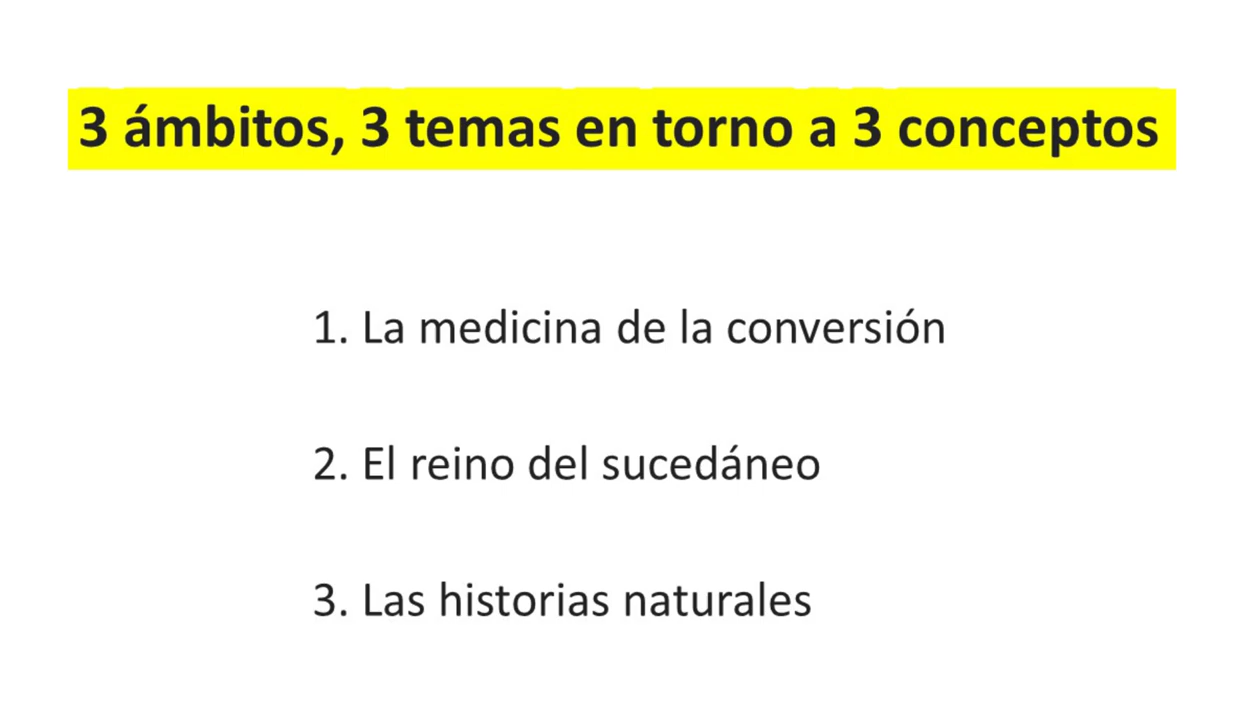 3 ámbitos, 3 temas en torno a 3 conceptos
1. La medicina de la conversión
2. El reino del sucedáneo
3. Las historias naturales